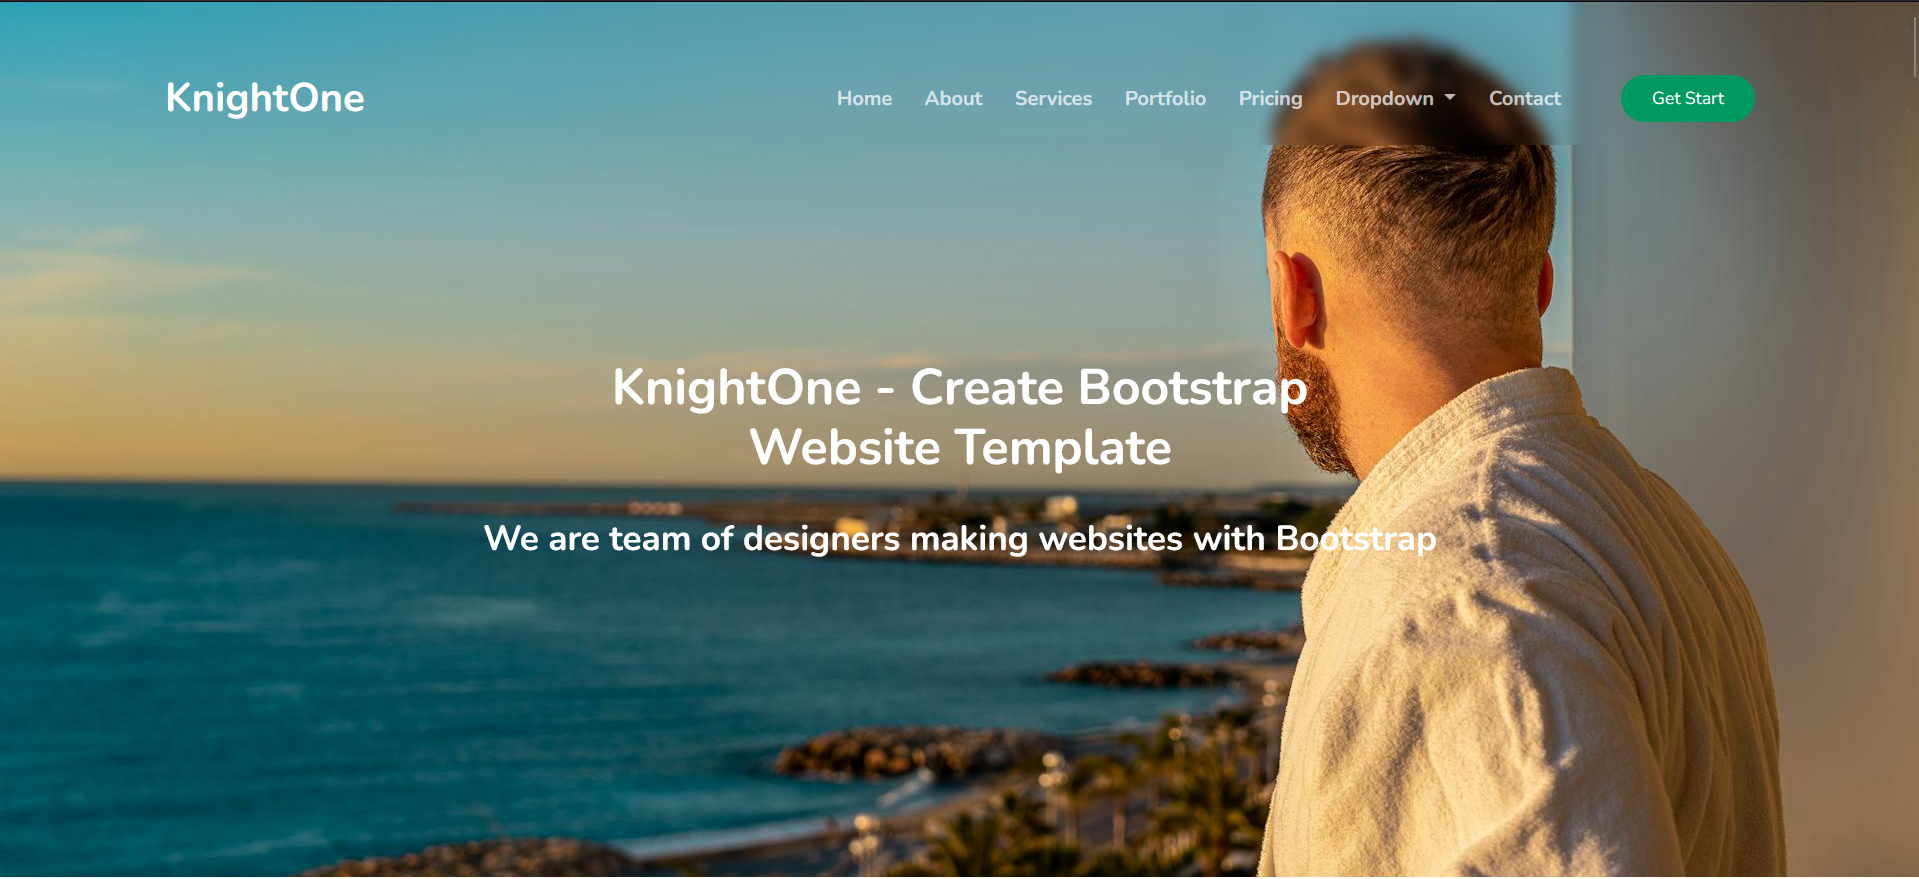 KnightOne
Home About Services Portfolio Pricing Dropdown Contact Get Start
KnightOne - Create Bootstrap
Website Template
We are team of designers making websites with Bootstrap